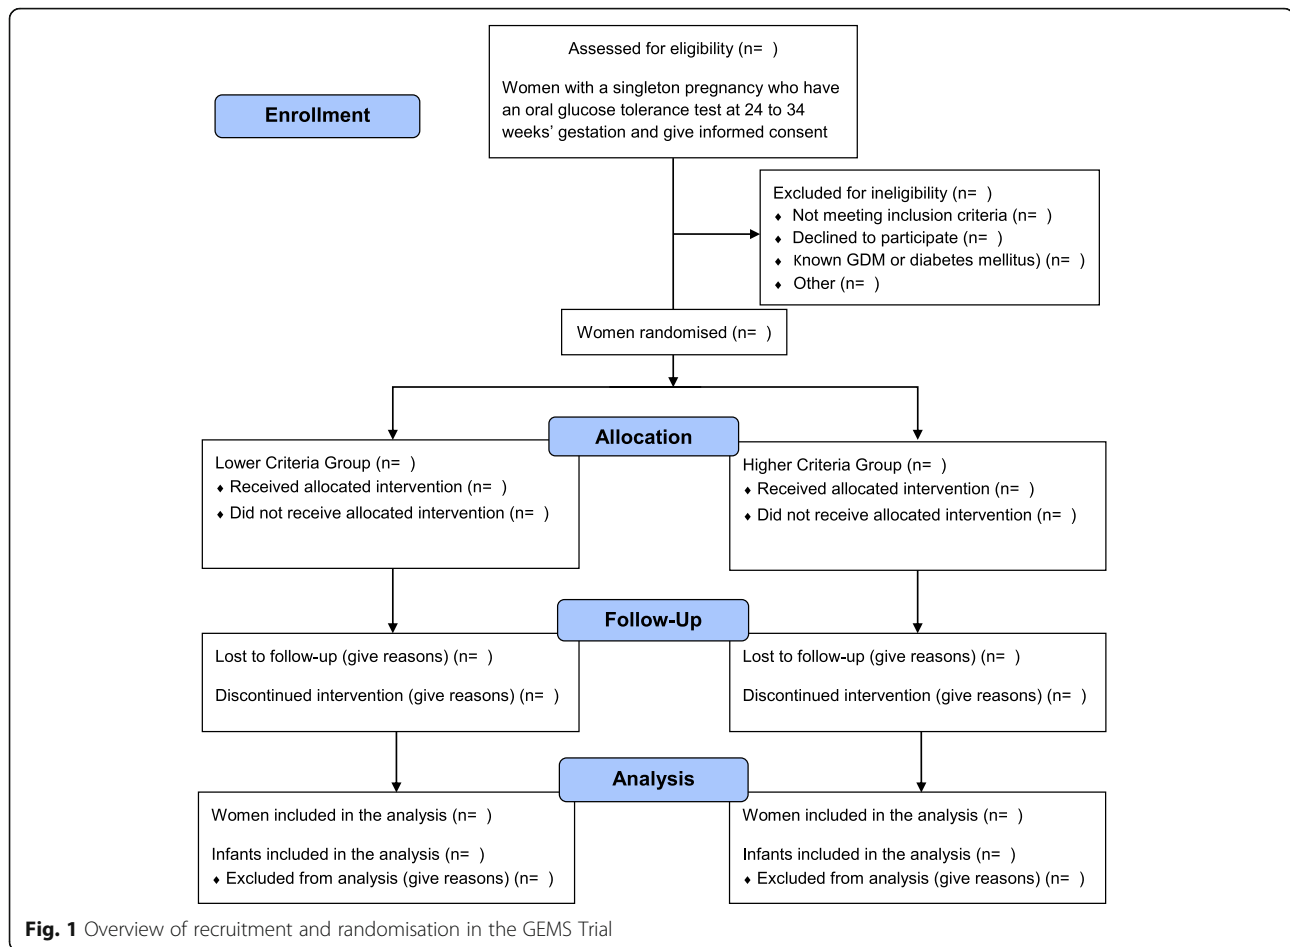 Assessed for eligibility (n=  )
Women with a singleton pregnancy who have
an oral glucose tolerance test at 24 to 34
weeks' gestation and give informed consent
Enrollment
Excluded for ineligibility (n=  )
♦ Not meeting inclusion criteria (n=  )
♦ Declined to participate (n=  )
♦ Known GDM or diabetes mellitus) (n=  )
♦ Other (n=  )
Women randomised (n=  )
Allocation
Lower Criteria Group (n=  )
♦ Received allocated intervention (n=  )
♦ Did not receive allocated intervention (n=  )
Higher Criteria Group (n=  )
♦ Received allocated intervention (n=  )
♦ Did not receive allocated intervention (n=  )
Follow-Up
Lost to follow-up (give reasons) (n=  )
Discontinued intervention (give reasons) (n=  )
Lost to follow-up (give reasons) (n=  )
Discontinued intervention (give reasons) (n=  )
Analysis
Women included in the analysis (n=  )
Infants included in the analysis (n=  )
♦ Excluded from analysis (give reasons) (n=  )
Women included in the analysis (n=  )
Infants included in the analysis (n=  )
♦ Excluded from analysis (give reasons) (n=  )
Fig. 1 Overview of recruitment and randomisation in the GEMS Trial